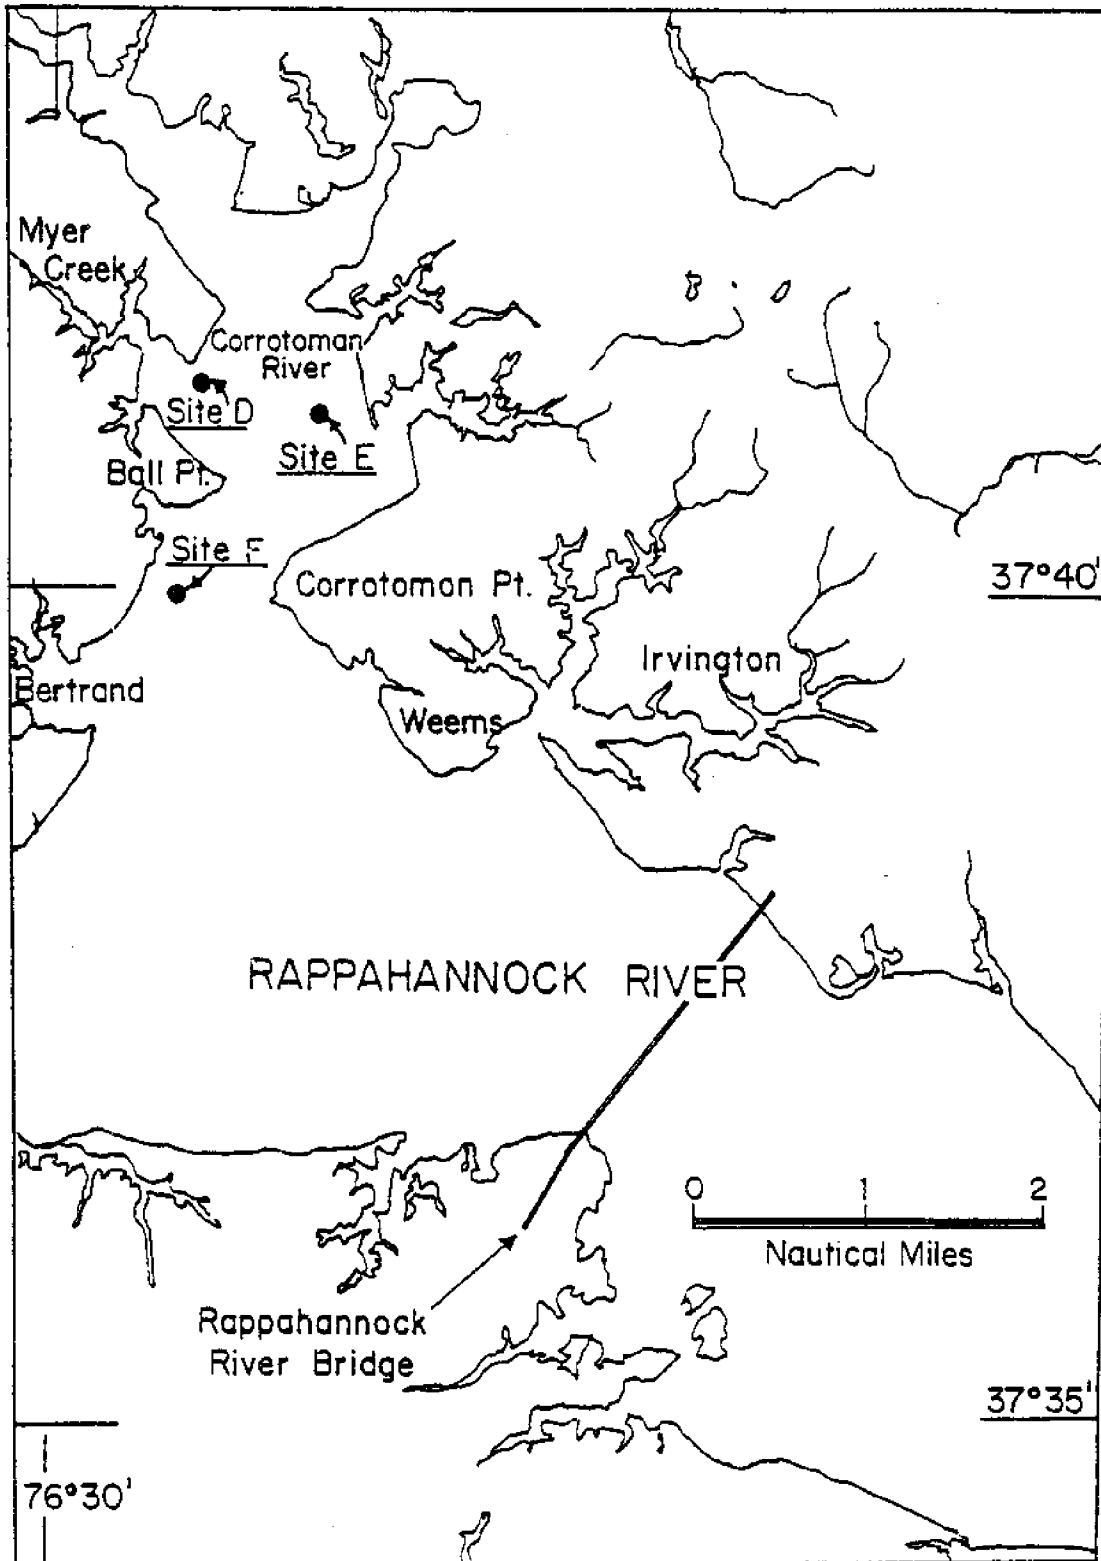 Myer
Creek
Corrotoman
River
Site D
Site E
Ball Pt.
Site F
37°40'
Corrotoman Pt.
Irvington
Bertrand
Weems
RAPPAHANNOCK RIVER
0 1 2
Nautical Miles
Rappahannock
River Bridge
37°35'
76°30'